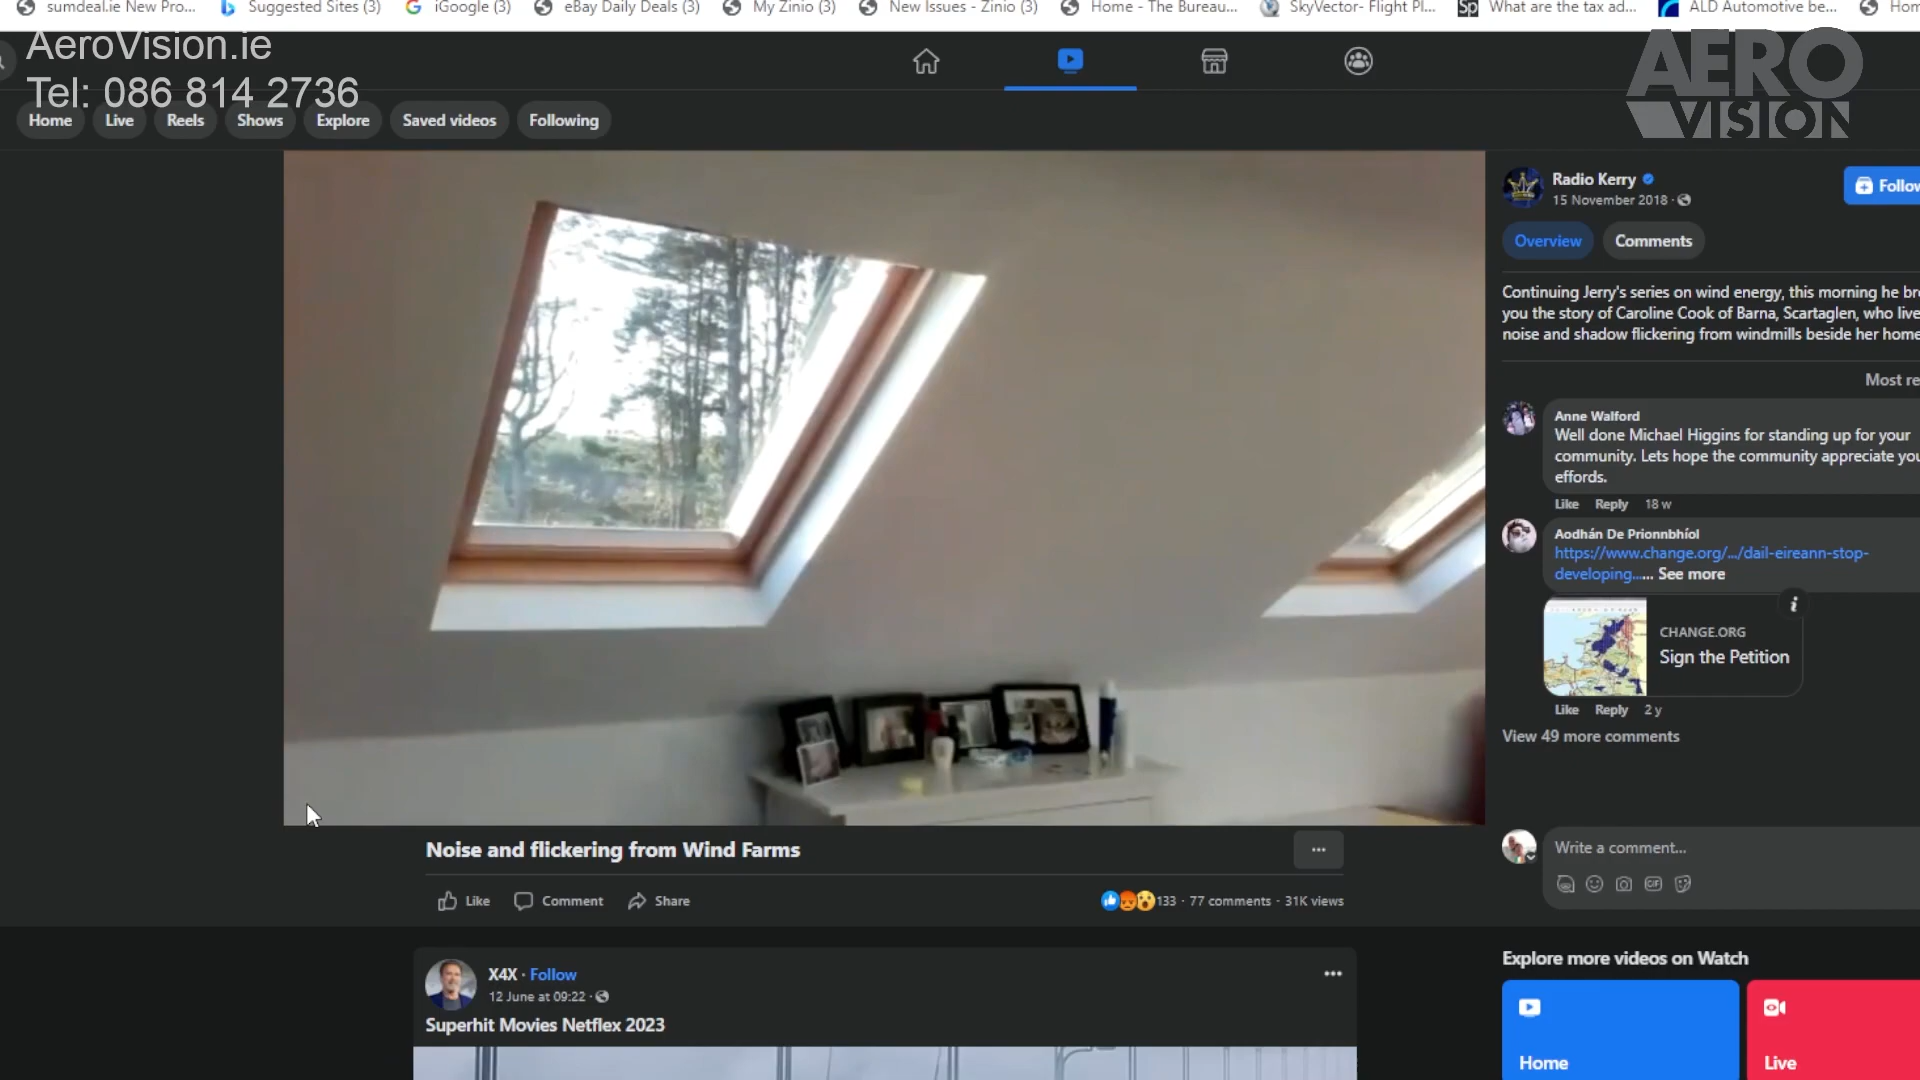 sumdeal.ie New Pro...
Suggested Sites (3)
iGoogle (3)
eBay Daily Deals (3)
My Zinio (3)
New Issues - Zinio (3)
Home - The Bureau...
SkyVector- Flight Pl...
What are the tax ad...
ALD Automotive be...
AeroVision.ie
Tel: 086 814 2736
AERO
VISION
Home
Live
Reels
Shows
Explore
Saved videos
Following
Radio Kerry
15 November 2018
Follow
Overview
Comments
Continuing Jerry's series on wind energy, this morning he br
you the story of Caroline Cook of Barna, Scartaglen, who live
noise and shadow flickering from windmills beside her home
Most re
Anne Walford
Well done Michael Higgins for standing up for your
community. Lets hope the community appreciate you
effords.
Like Reply 18 w
Aodhán De Prionnbhíol
https://www.change.org/.../dail-eireann-stop-
developing...... See more
CHANGE.ORG
Sign the Petition
Like Reply 2 y
View 49 more comments
Noise and flickering from Wind Farms
Like
Comment
Share
133 · 77 comments · 31K views
Write a comment...
GIF
X4X · Follow
12 June at 09:22
Superhit Movies Netflex 2023
Explore more videos on Watch
Home
Live